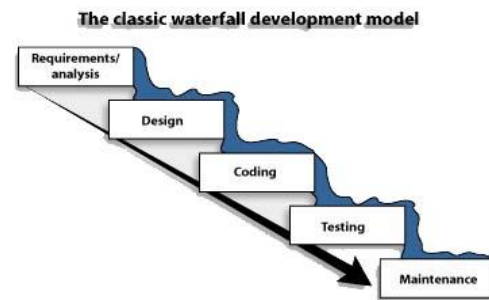 The classic waterfall development model
Requirements/
analysis
Design
Coding
Testing
Maintenance